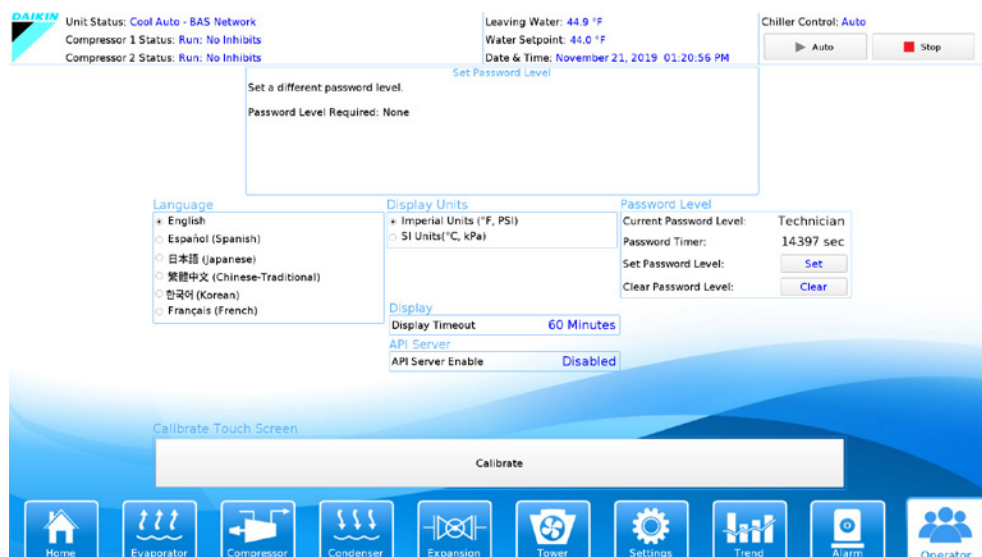 DAIKIN
Unit Status: Cool Auto - BAS Network
Compressor 1 Status: Run: No Inhibits
Compressor 2 Status: Run: No Inhibits
Leaving Water: 44.9 °F
Water Setpoint: 44.0 °F
Date & Time: November 21, 2019 01:20:56 PM
Chiller Control: Auto
Auto
Stop
Set Password Level
Set a different password level.
Password Level Required: None
Language
English
Español (Spanish)
日本語 (Japanese)
繁體中文 (Chinese-Traditional)
한국어 (Korean)
Français (French)
Display Units
Imperial Units (°F, PSI)
SI Units(°C, kPa)
Password Level
Current Password Level: Technician
Password Timer: 14397 sec
Set Password Level: Set
Clear Password Level: Clear
Display
Display Timeout 60 Minutes
API Server
API Server Enable Disabled
Calibrate Touch Screen
Calibrate
Home
Evaporator
Compressor
Condenser
Expansion
Tower
Settings
Trend
Alarm
Operator